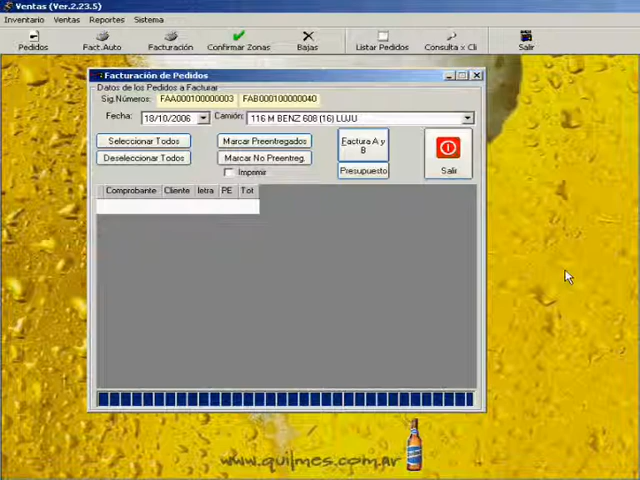 Ventas (Ver.2.23.5)
Inventario Ventas Reportes Sistema
Pedidos Fact.Auto Facturación Confirmar Zonas Bajas Listar Pedidos Consulta x Cli Salir
Facturación de Pedidos
Datos de los Pedidos a Facturar
Sig.Números: FAA000100000003 FAB000100000040
Fecha: 18/10/2006 Camión: 116 M BENZ 608 (16) LUJU
Seleccionar Todos Marcar Preentregados Factura A y B Salir
Deseleccionar Todos Marcar No Preentreg. Presupuesto
Imprimir
Comprobante Cliente letra PE Tot
www.quilmes.com.ar